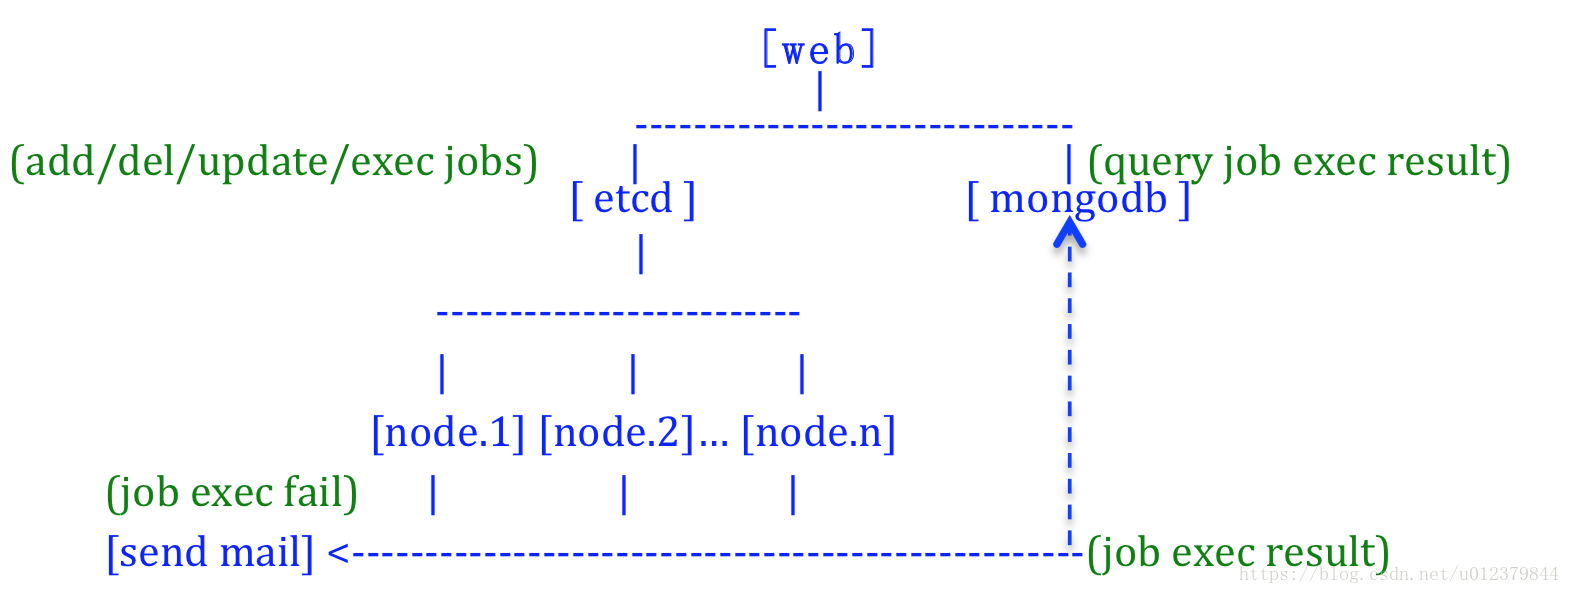 [web]
(add/del/update/exec jobs)
(query job exec result)
[ etcd ]
[ mongodb ]
[node.1] [node.2]... [node.n]
(job exec fail)
[send mail] <--------------------------------------------------(job exec result)
https://blog.csdn.net/u012379844